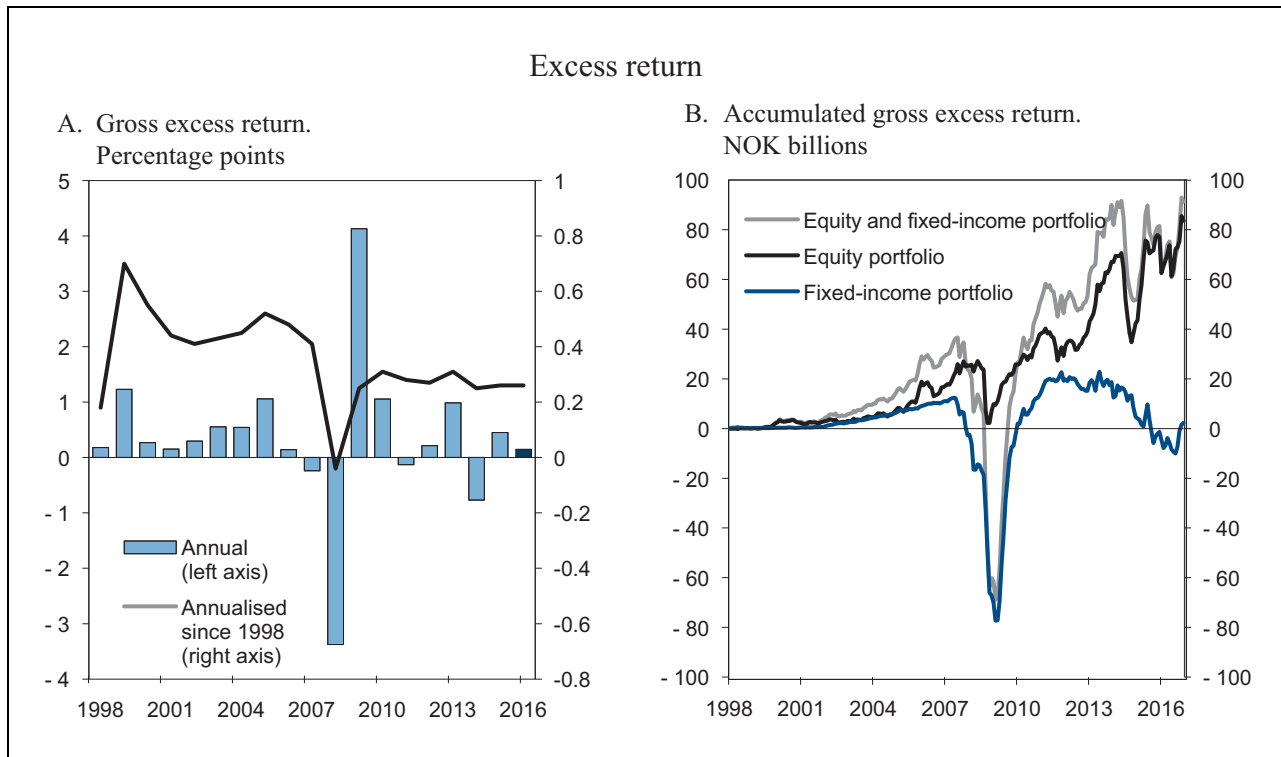 Excess return
A. Gross excess return.
Percentage points
5
4
3
2
1
0
- 1
- 2
- 3
- 4
1
0.8
0.6
0.4
0.2
0
-0.2
-0.4
-0.6
-0.8
Annual
(left axis)
Annualised
since 1998
(right axis)
1998 2001 2004 2007 2010 2013 2016
B. Accumulated gross excess return.
NOK billions
100
80
60
40
20
0
- 20
- 40
- 60
- 80
- 100
100
80
60
40
20
0
- 20
- 40
- 60
- 80
- 100
Equity and fixed-income portfolio
Equity portfolio
Fixed-income portfolio
1998 2001 2004 2007 2010 2013 2016